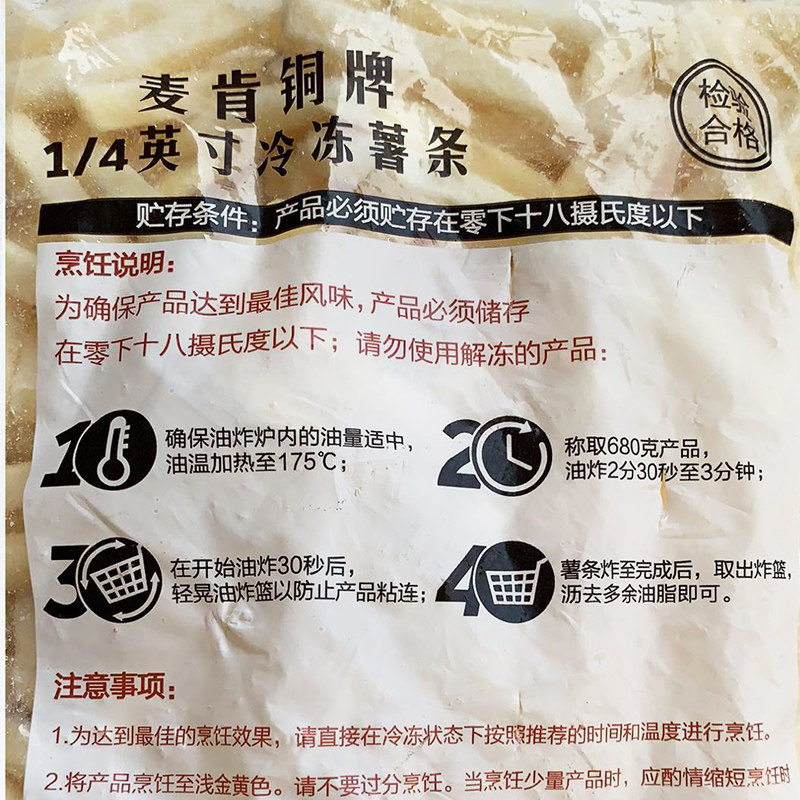 麦肯铜牌
1/4英寸冷冻薯条
检验
合格
贮存条件：产品必须贮存在零下十八摄氏度以下
烹饪说明：
为确保产品达到最佳风味，产品必须储存
在零下十八摄氏度以下；请勿使用解冻的产品：
1 确保油炸炉内的油量适中，
油温加热至175℃；
2 称取680克产品，
油炸2分30秒至3分钟；
3 在开始油炸30秒后，
轻晃油炸篮以防止产品粘连；
4 薯条炸至完成后，取出炸篮，
沥去多余油脂即可。
注意事项：
1.为达到最佳的烹饪效果，请直接在冷冻状态下按照推荐的时间和温度进行烹饪。
2.将产品烹饪至浅金黄色。请不要过分烹饪。当烹饪少量产品时，应酌情缩短烹饪时